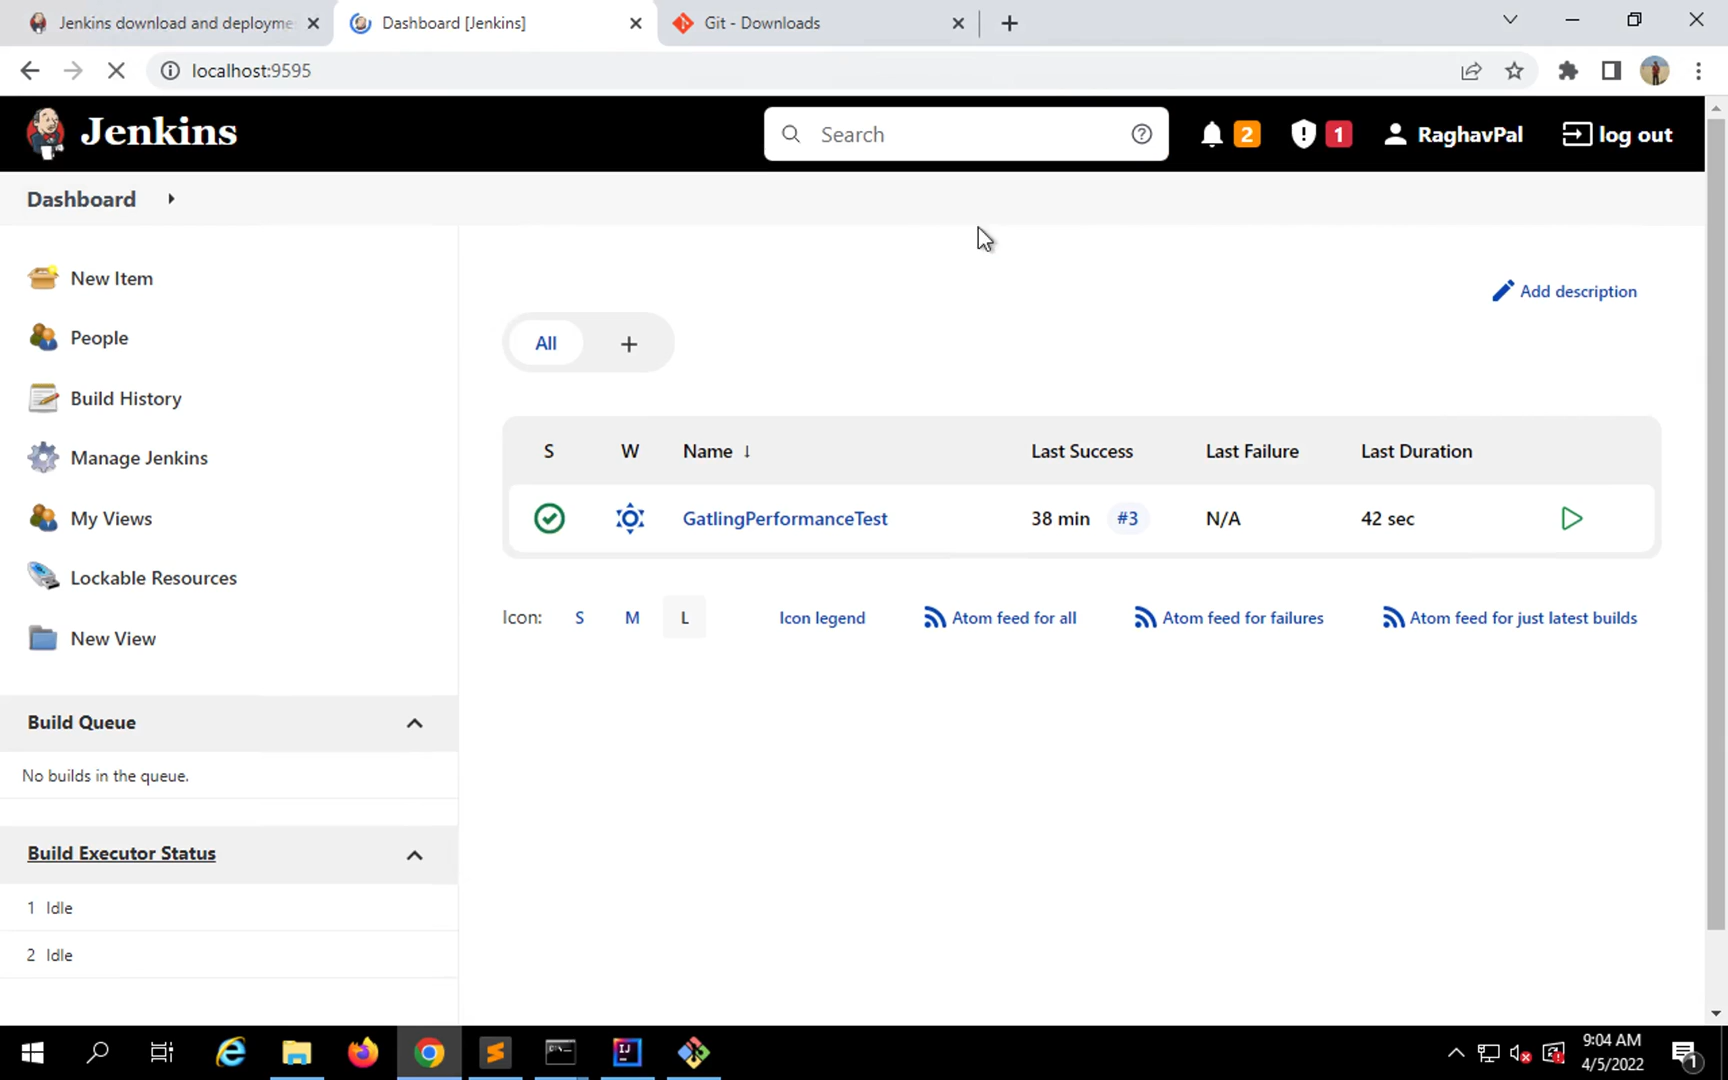 Jenkins download and deployme
Dashboard [Jenkins]
Git - Downloads
localhost:9595
Jenkins
Search
2
1
RaghavPal
log out
Dashboard
New Item
People
Build History
Manage Jenkins
My Views
Lockable Resources
New View
Build Queue
No builds in the queue.
Build Executor Status
1 Idle
2 Idle
Add description
All +
S W Name ↓ Last Success Last Failure Last Duration
GatlingPerformanceTest 38 min #3 N/A 42 sec
Icon: S M L Icon legend Atom feed for all Atom feed for failures Atom feed for just latest builds
9:04 AM
4/5/2022
1